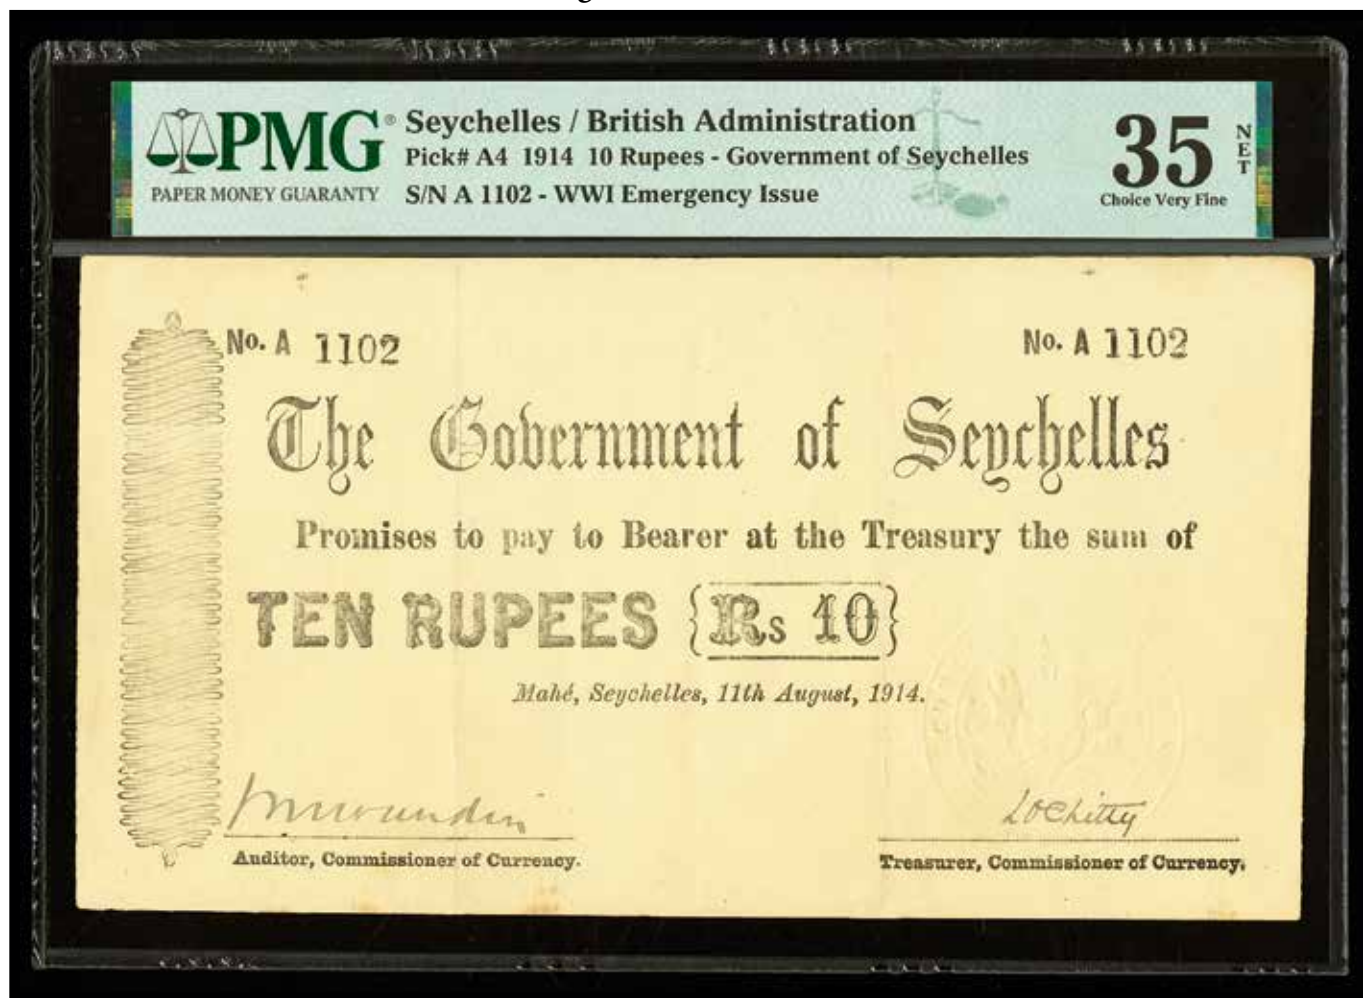 PMG® Seychelles / British Administration
Pick# A4 1914 10 Rupees - Government of Seychelles
PAPER MONEY GUARANTY S/N A 1102 - WWI Emergency Issue
35 NET
Choice Very Fine
No. A 1102 No. A 1102
The Government of Seychelles
Promises to pay to Bearer at the Treasury the sum of
TEN RUPEES {Rs 10}
Mahé, Seychelles, 11th August, 1914.
Auditor, Commissioner of Currency. Treasurer, Commissioner of Currency.